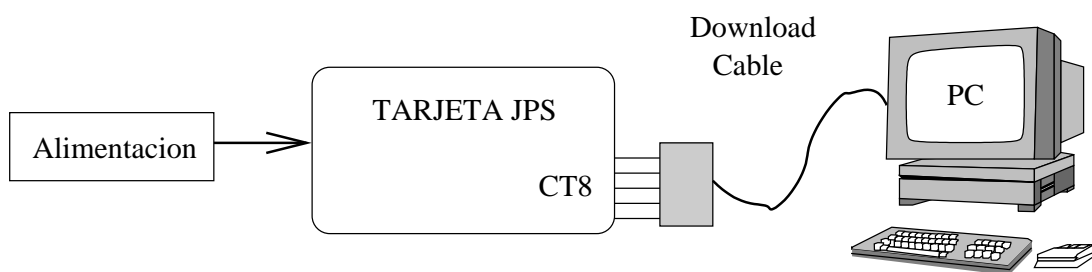 Alimentacion
TARJETA JPS
CT8
Download
Cable
PC